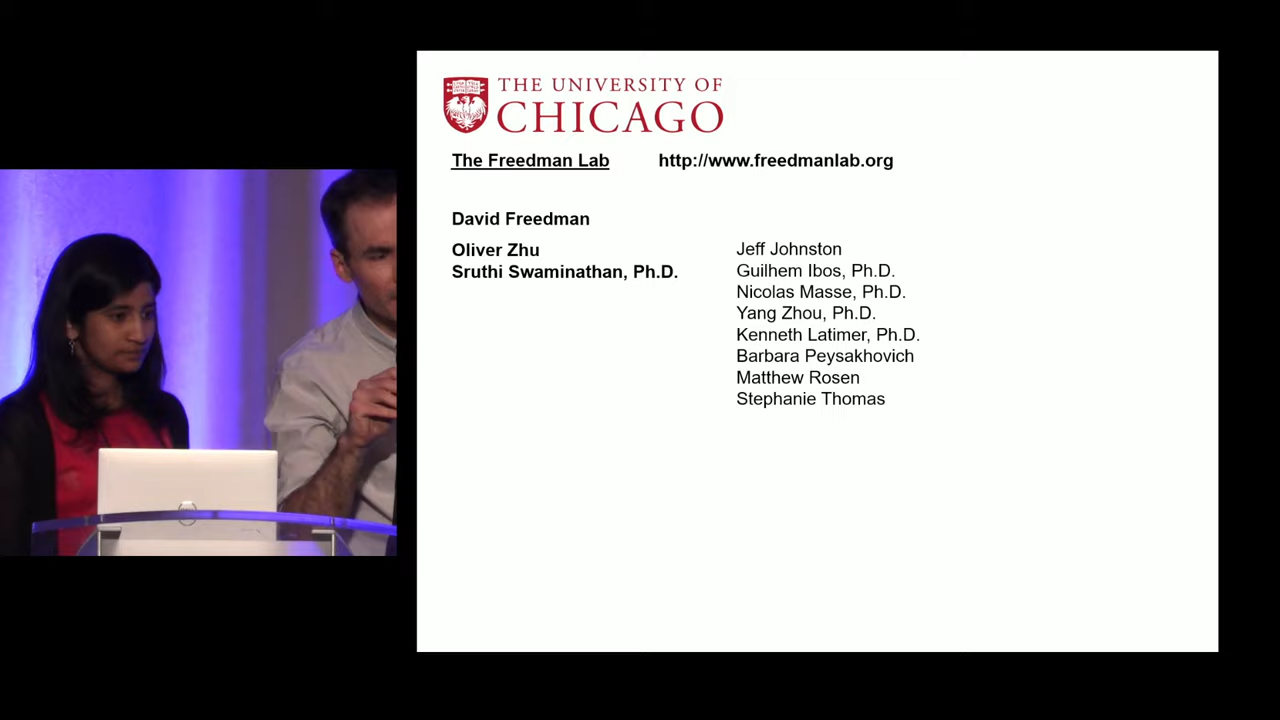 THE UNIVERSITY OF
CHICAGO
The Freedman Lab http://www.freedmanlab.org
David Freedman
Oliver Zhu
Sruthi Swaminathan, Ph.D.
Jeff Johnston
Guilhem Ibos, Ph.D.
Nicolas Masse, Ph.D.
Yang Zhou, Ph.D.
Kenneth Latimer, Ph.D.
Barbara Peysakhovich
Matthew Rosen
Stephanie Thomas